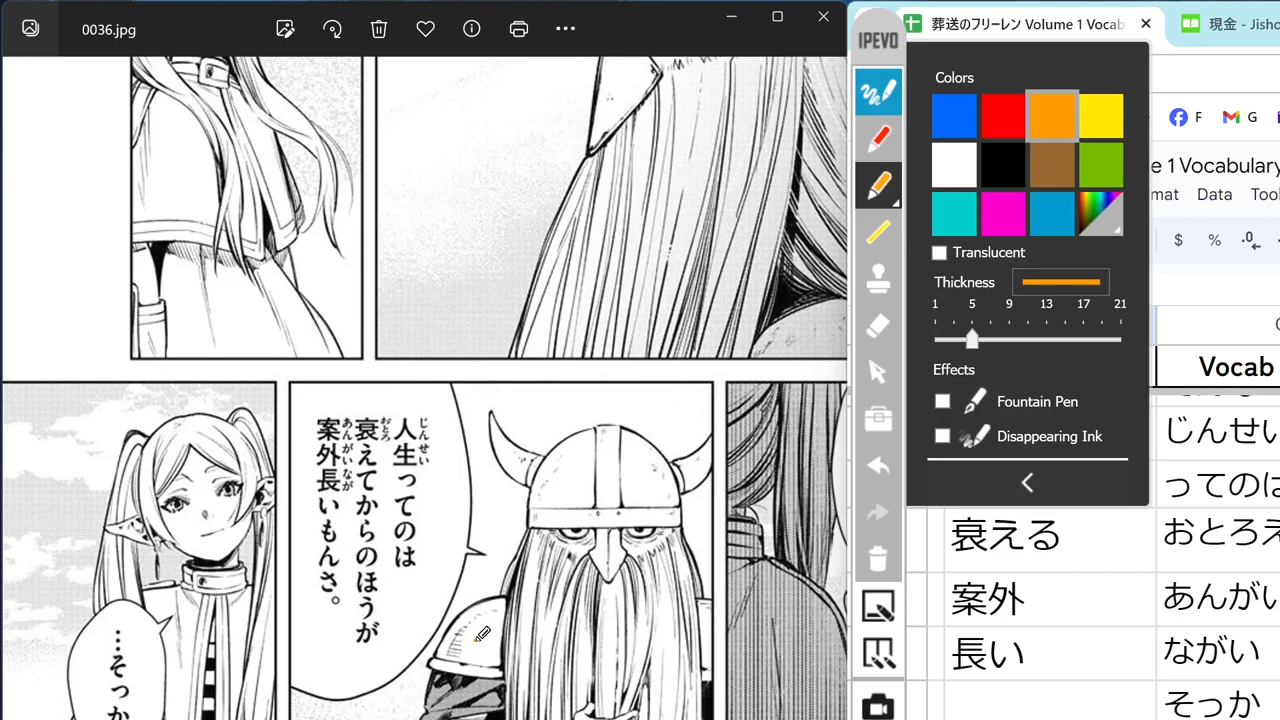 0036.jpg
IPEVO
葬送のフリーレン Volume 1 Vocab
現金 - Jisho
F
G
Colors
Translucent
Thickness
1 5 9 13 17 21
Effects
Fountain Pen
Disappearing Ink
e 1 Vocabulary
mat Data Tool
$ % .0
Vocab
じんせい
ってのは
衰える おとろえ
案外 あんがい
長い ながい
そっか
人生ってのは
じんせい
衰えてからのほうが
おとろ
案外長いもんさ。
あんがいなが
…そっか